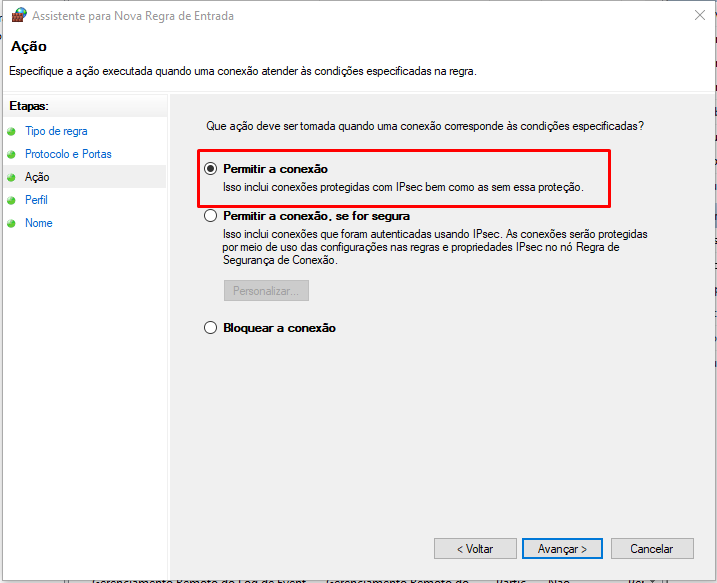 Assistente para Nova Regra de Entrada
Ação
Especifique a ação executada quando uma conexão atender às condições especificadas na regra.
Etapas:
Tipo de regra
Protocolo e Portas
Ação
Perfil
Nome
Que ação deve ser tomada quando uma conexão corresponde às condições especificadas?
Permitir a conexão
Isso inclui conexões protegidas com IPsec bem como as sem essa proteção.
Permitir a conexão, se for segura
Isso inclui conexões que foram autenticadas usando IPsec. As conexões serão protegidas
por meio de uso das configurações nas regras e propriedades IPsec no nó Regra de
Segurança de Conexão.
Personalizar...
Bloquear a conexão
< Voltar
Avançar >
Cancelar